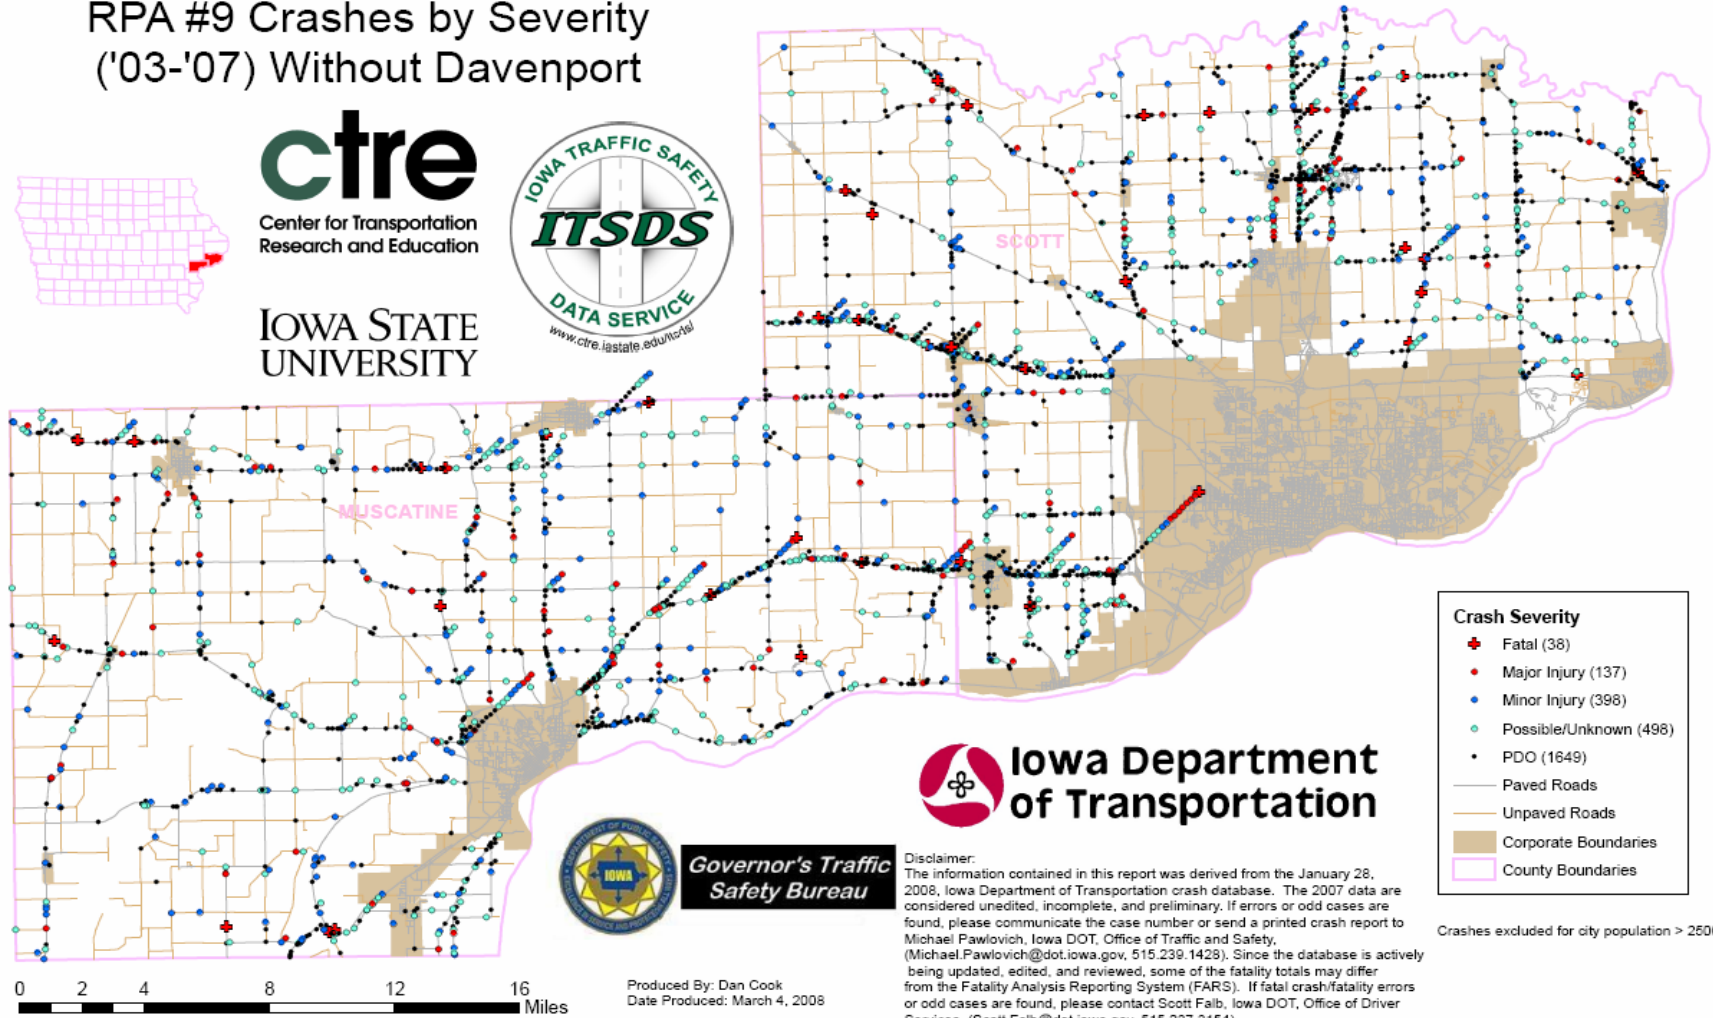 RPA #9 Crashes by Severity
('03-'07) Without Davenport
ctre
Center for Transportation
Research and Education
IOWA STATE
UNIVERSITY
IOWA TRAFFIC SAFETY
ITSDS
DATA SERVICE
www.ctre.iastate.edu/itsds/
SCOTT
MUSCATINE
Crash Severity
Fatal (38)
Major Injury (137)
Minor Injury (398)
Possible/Unknown (498)
PDO (1649)
Paved Roads
Unpaved Roads
Corporate Boundaries
County Boundaries
Crashes excluded for city population > 250
Iowa Department
of Transportation
IOWA
Governor's Traffic
Safety Bureau
Disclaimer:
The information contained in this report was derived from the January 28,
2008, Iowa Department of Transportation crash database. The 2007 data are
considered unedited, incomplete, and preliminary. If errors or odd cases are
found, please communicate the case number or send a printed crash report to
Michael Pawlovich, Iowa DOT, Office of Traffic and Safety,
(Michael.Pawlovich@dot.iowa.gov, 515.239.1428). Since the database is actively
being updated, edited, and reviewed, some of the fatality totals may differ
from the Fatality Analysis Reporting System (FARS). If fatal crash/fatality errors
or odd cases are found, please contact Scott Falb, Iowa DOT, Office of Driver
Produced By: Dan Cook
Date Produced: March 4, 2008
0 2 4 8 12 16
Miles